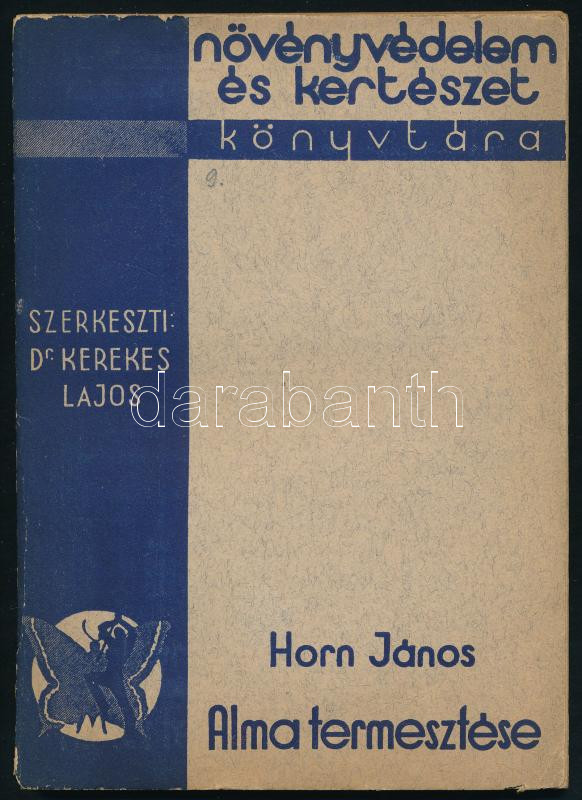 növényvédelem
és kertészet
könyvtára
9.
SZERKESZTI:
Dr. KEREKES
LAJOS
darabanth
Horn János
Alma termesztése